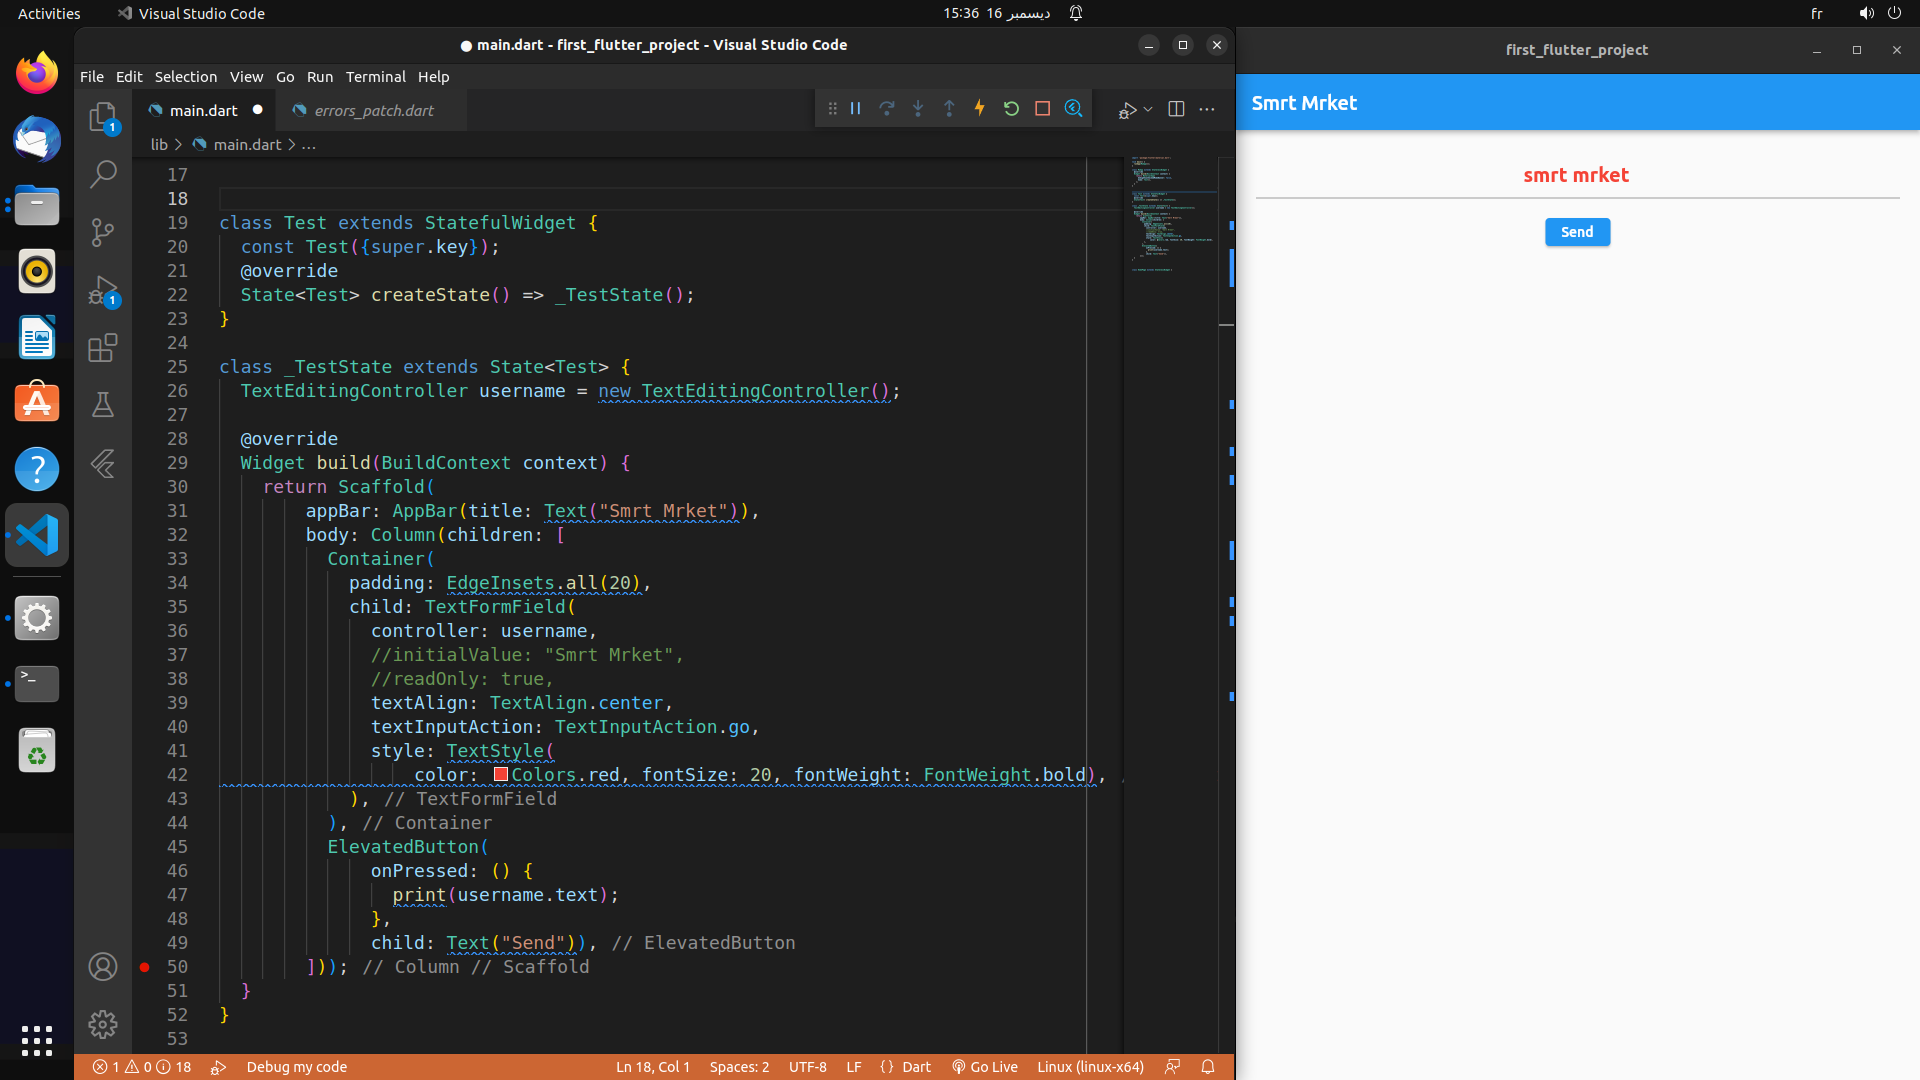 Activities
Visual Studio Code
15:36 16 ديسمبر
fr
● main.dart - first_flutter_project - Visual Studio Code
File Edit Selection View Go Run Terminal Help
main.dart ●
errors_patch.dart
lib > main.dart > ...
1
1
17
18
19 class Test extends StatefulWidget {
20 const Test({super.key});
21 @override
22 State<Test> createState() => _TestState();
23 }
24
25 class _TestState extends State<Test> {
26 TextEditingController username = new TextEditingController();
27
28 @override
29 Widget build(BuildContext context) {
30 return Scaffold(
31 appBar: AppBar(title: Text("Smrt Mrket")),
32 body: Column(children: [
33 Container(
34 padding: EdgeInsets.all(20),
35 child: TextFormField(
36 controller: username,
37 //initialValue: "Smrt Mrket",
38 //readOnly: true,
39 textAlign: TextAlign.center,
40 textInputAction: TextInputAction.go,
41 style: TextStyle(
42 color: Colors.red, fontSize: 20, fontWeight: FontWeight.bold),
43 ), // TextFormField
44 ), // Container
45 ElevatedButton(
46 onPressed: () {
47 print(username.text);
48 },
49 child: Text("Send")), // ElevatedButton
50 ])); // Column // Scaffold
51 }
52 }
53
1 0 18 Debug my code
Ln 18, Col 1 Spaces: 2 UTF-8 LF {} Dart Go Live Linux (linux-x64)
first_flutter_project
Smrt Mrket
smrt mrket
Send